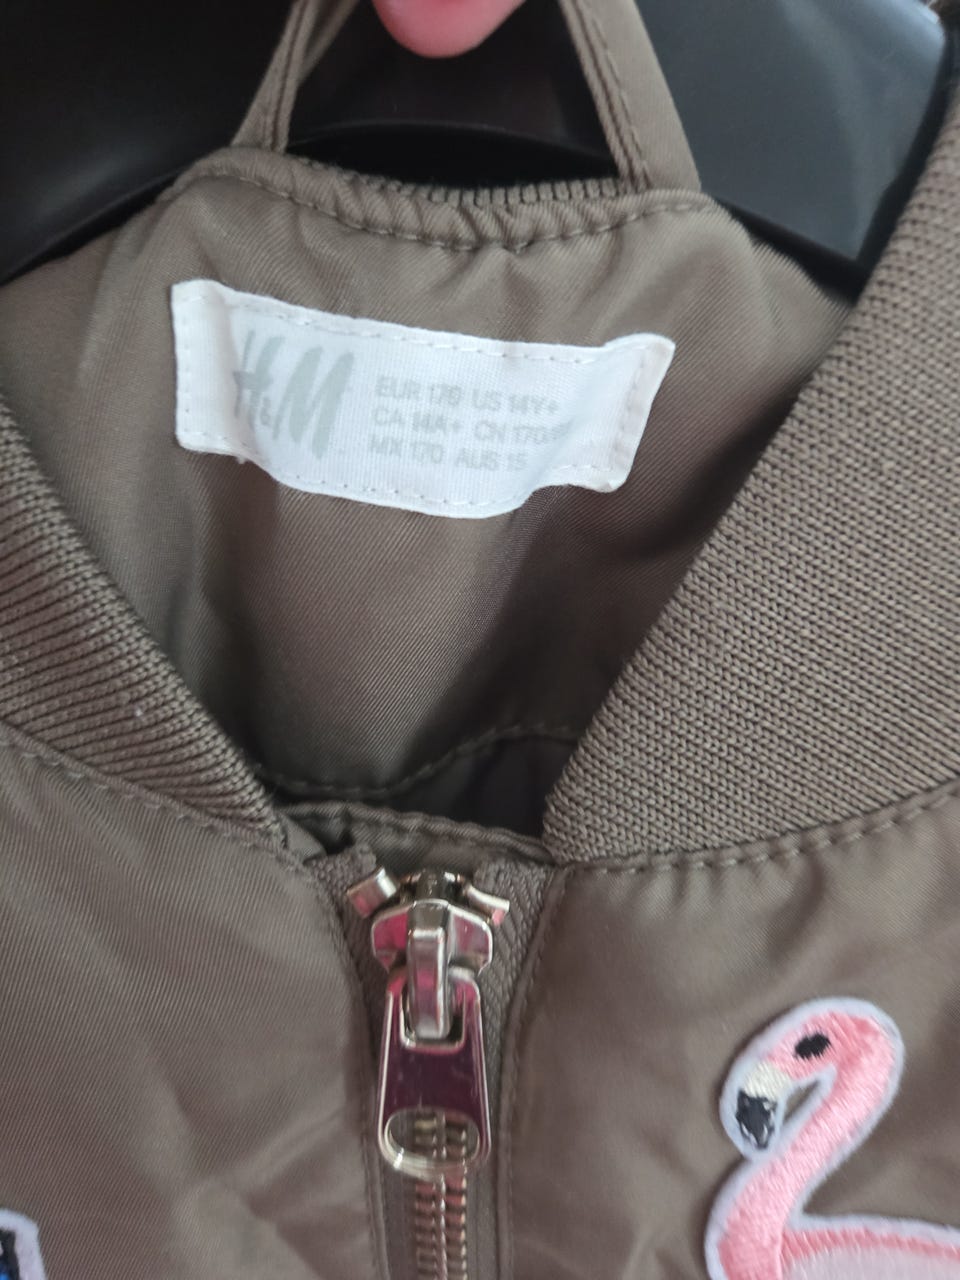 H&M
EUR 170 US 14Y+
CA 14A+ CN 170
MX 170 AUS 15